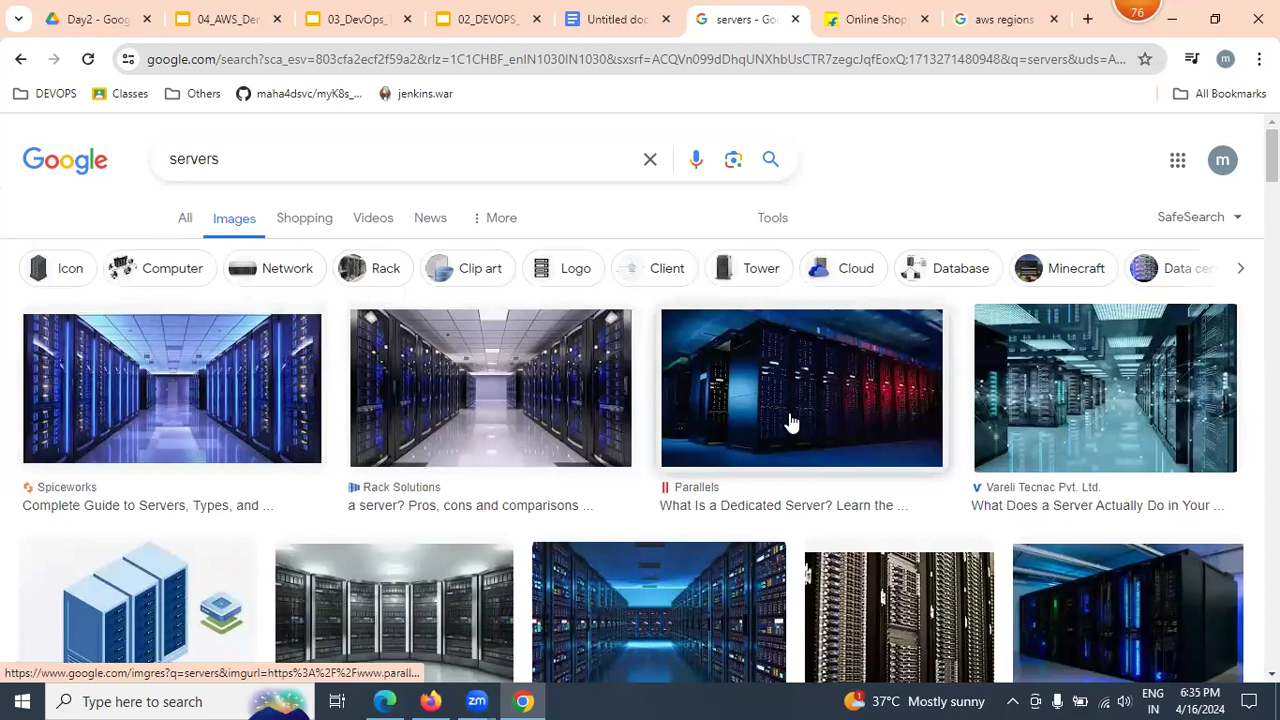 Day2 - Goog
04_AWS_Der
03_DevOps_
02_DEVOPS_
Untitled doc
servers - Goo
Online Shop
aws regions
76
google.com/search?sca_esv=803cfa2ecf2f59a2&rlz=1C1CHBF_enIN1030IN1030&sxsrf=ACQVn099dDhqUNXhbUsCTR7zegcJqfEoxQ:1713271480948&q=servers&uds=A...
DEVOPS
Classes
Others
maha4dsvc/myK8s_...
jenkins.war
All Bookmarks
Google
servers
m
All
Images
Shopping
Videos
News
More
Tools
SafeSearch
Icon
Computer
Network
Rack
Clip art
Logo
Client
Tower
Cloud
Database
Minecraft
Data cen
Spiceworks
Complete Guide to Servers, Types, and ...
Rack Solutions
a server? Pros, cons and comparisons ...
Parallels
What Is a Dedicated Server? Learn the ...
Vareli Tecnac Pvt. Ltd.
What Does a Server Actually Do in Your ...
https://www.google.com/imgres?q=servers&imgurl=https%3A%2F%2Fwww.parall...
Type here to search
zm
37°C Mostly sunny
ENG
IN
6:35 PM
4/16/2024